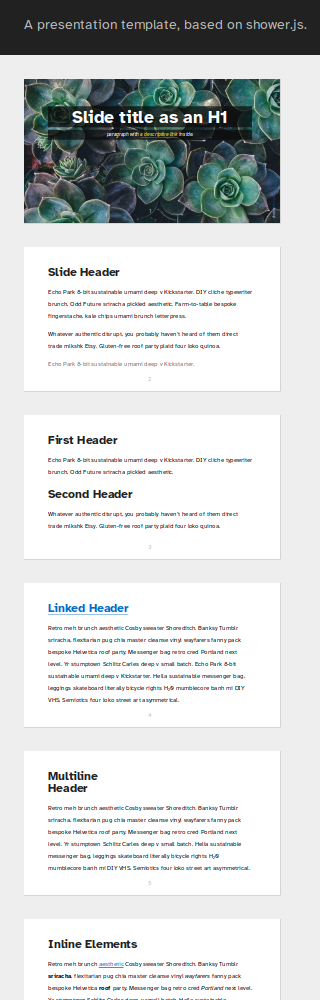 A presentation template, based on shower.js.
Slide title as an H1
paragraph with a descriptive link inside
1
Slide Header
Echo Park 8-bit sustainable umami deep v Kickstarter. DIY cliche typewriter
brunch. Odd Future sriracha pickled aesthetic. Farm-to-table bespoke
fingerstache, kale chips umami brunch letterpress.
Whatever authentic disrupt, you probably haven't heard of them direct
trade mlkshk Etsy. Gluten-free roof party plaid four loko quinoa.
Echo Park 8-bit sustainable umami deep v Kickstarter.
2
First Header
Echo Park 8-bit sustainable umami deep v Kickstarter. DIY cliche typewriter
brunch. Odd Future sriracha pickled aesthetic.
Second Header
Whatever authentic disrupt, you probably haven't heard of them direct
trade mlkshk Etsy. Gluten-free roof party plaid four loko quinoa.
3
Linked Header
Retro meh brunch aesthetic Cosby sweater Shoreditch. Banksy Tumblr
sriracha, flexitarian pug chia master cleanse vinyl wayfarers fanny pack
bespoke Helvetica roof party. Messenger bag retro cred Portland next
level. Yr stumptown Schlitz Carles deep v small batch. Echo Park 8-bit
sustainable umami deep v Kickstarter. Hella sustainable messenger bag,
leggings skateboard literally bicycle rights H₂0 mumblecore banh mi DIY
VHS. Semiotics four loko street art asymmetrical.
4
Multiline
Header
Retro meh brunch aesthetic Cosby sweater Shoreditch. Banksy Tumblr
sriracha, flexitarian pug chia master cleanse vinyl wayfarers fanny pack
bespoke Helvetica roof party. Messenger bag retro cred Portland next
level. Yr stumptown Schlitz Carles deep v small batch. Hella sustainable
messenger bag, leggings skateboard literally bicycle rights H₂0
mumblecore banh mi DIY VHS. Semiotics four loko street art asymmetrical.
5
Inline Elements
Retro meh brunch aesthetic Cosby sweater Shoreditch. Banksy Tumblr
sriracha, flexitarian pug chia master cleanse vinyl wayfarers fanny pack
bespoke Helvetica roof party. Messenger bag retro cred Portland next level.